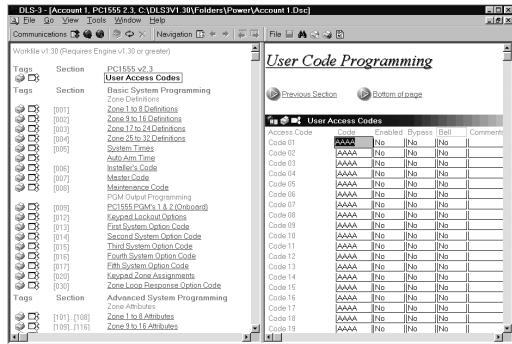 DLS-3 - [Account 1, PC1555 2.3, C:\DLS3V1.30\Folders\Power\Account 1.Dsc]
File Go View Tools Window Help
Communications Navigation File
Workfile v1.30 (Requires Engine v1.30 or greater)
Tags Section PC1555 v2.3
User Access Codes
Basic System Programming
Zone Definitions
[001] Zone 1 to 8 Definitions
[002] Zone 9 to 16 Definitions
[003] Zone 17 to 24 Definitions
[004] Zone 25 to 32 Definitions
[005] System Times
Auto Arm Time
[006] Installer's Code
[007] Master Code
[008] Maintenance Code
PGM Output Programming
[009] PC1555 PGM's 1 & 2 (Onboard)
[012] Keypad Lockout Options
[013] First System Option Code
[014] Second System Option Code
[015] Third System Option Code
[016] Fourth System Option Code
[017] Fifth System Option Code
[020] Keypad Zone Assignments
[030] Zone Loop Response Option Code
Tags Section Advanced System Programming
Zone Attributes
[101]..[108] Zone 1 to 8 Attributes
[109]..[116] Zone 9 to 16 Attributes
User Code Programming
Previous Section Bottom of page
User Access Codes
Access Code Code Enabled Bypass Bell Comments
Code 01 AAAA No No No
Code 02 AAAA No No No
Code 03 AAAA No No No
Code 04 AAAA No No No
Code 05 AAAA No No No
Code 06 AAAA No No No
Code 07 AAAA No No No
Code 08 AAAA No No No
Code 09 AAAA No No No
Code 10 AAAA No No No
Code 11 AAAA No No No
Code 12 AAAA No No No
Code 13 AAAA No No No
Code 14 AAAA No No No
Code 15 AAAA No No No
Code 16 AAAA No No No
Code 17 AAAA No No No
Code 18 AAAA No No No
Code 19 AAAA No No No